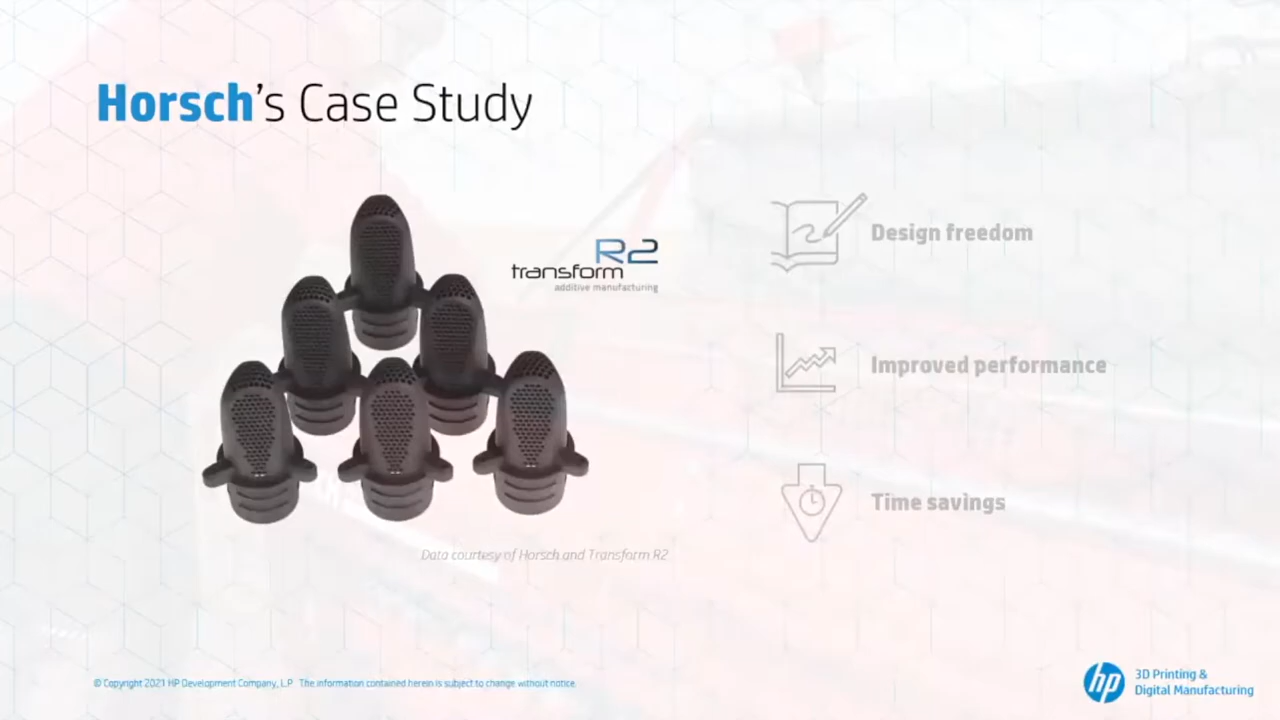 Horsch's Case Study
transform R2
additive manufacturing
Design freedom
Improved performance
Time savings
Data courtesy of Horsch and Transform R2
© Copyright 2021 HP Development Company, L.P. The information contained herein is subject to change without notice.
hp
3D Printing &
Digital Manufacturing